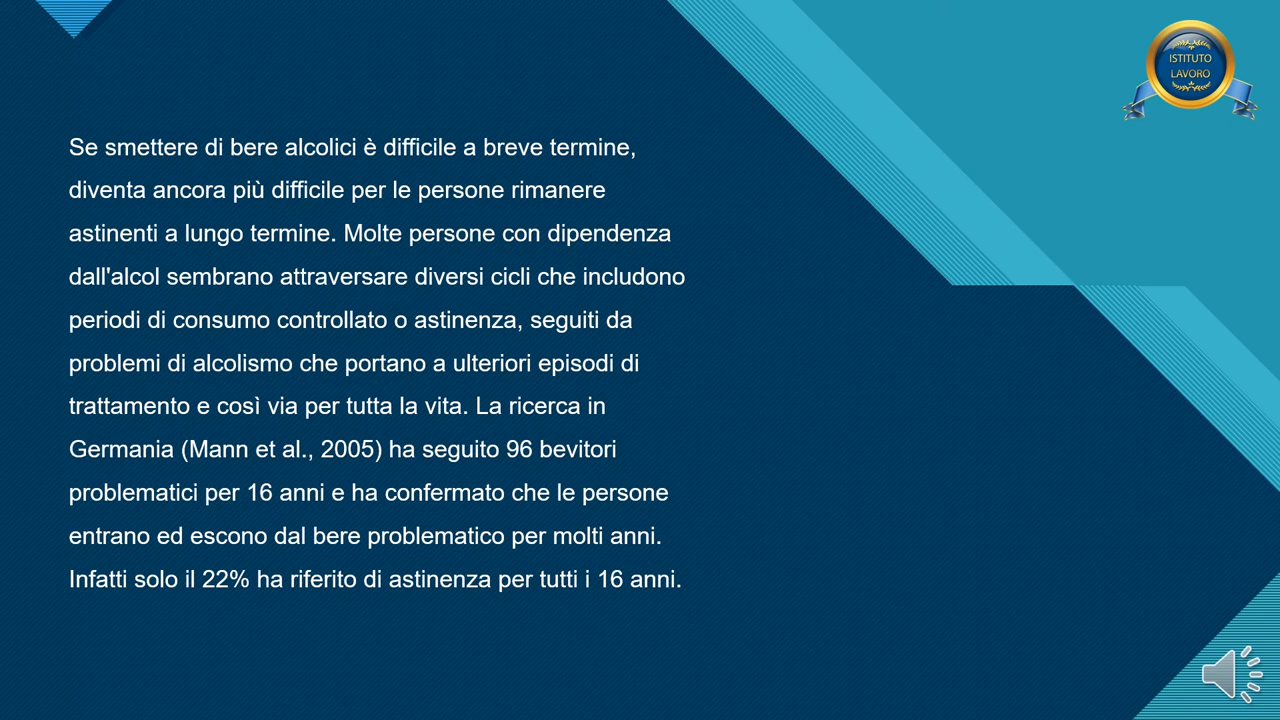 ISTITUTO
LAVORO
Se smettere di bere alcolici è difficile a breve termine,
diventa ancora più difficile per le persone rimanere
astinenti a lungo termine. Molte persone con dipendenza
dall'alcol sembrano attraversare diversi cicli che includono
periodi di consumo controllato o astinenza, seguiti da
problemi di alcolismo che portano a ulteriori episodi di
trattamento e così via per tutta la vita. La ricerca in
Germania (Mann et al., 2005) ha seguito 96 bevitori
problematici per 16 anni e ha confermato che le persone
entrano ed escono dal bere problematico per molti anni.
Infatti solo il 22% ha riferito di astinenza per tutti i 16 anni.